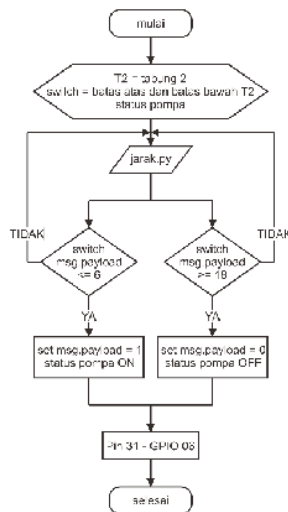 mulai
T2 = tabung 2
switch = batas atas dan batas bawah T2
status pompa
jarak.py
TIDAK
switch
msg.payload
<= 6
switch
msg.payload
>= 18
TIDAK
YA
YA
set msg.payload = 1
status pompa ON
set msg.payload = 0
status pompa OFF
Pin 31 - GPIO 06
selesai